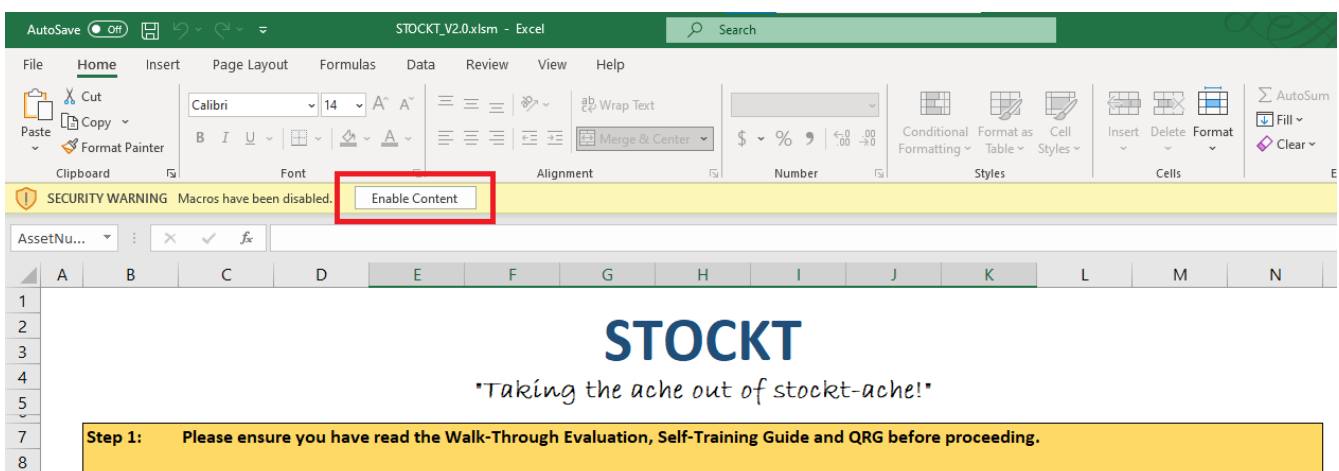 AutoSave Off STOCKT_V2.0.xlsm - Excel Search
File Home Insert Page Layout Formulas Data Review View Help
Paste
Cut
Copy
Format Painter
Clipboard
Calibri 14 A^ Aˇ
B I U A
Font
ab Wrap Text
Merge & Center
Alignment
$ % 9 .00
Number
Conditional Formatting
Format as Table
Cell Styles
Styles
Insert Delete Format
Cells
∑ AutoSum
Fill
Clear
E
SECURITY WARNING Macros have been disabled. Enable Content
AssetNu... fx
A B C D E F G H I J K L M N
1
2
3
4
5
7
8
STOCKT
"Taking the ache out of stockt-ache!"
Step 1: Please ensure you have read the Walk-Through Evaluation, Self-Training Guide and QRG before proceeding.